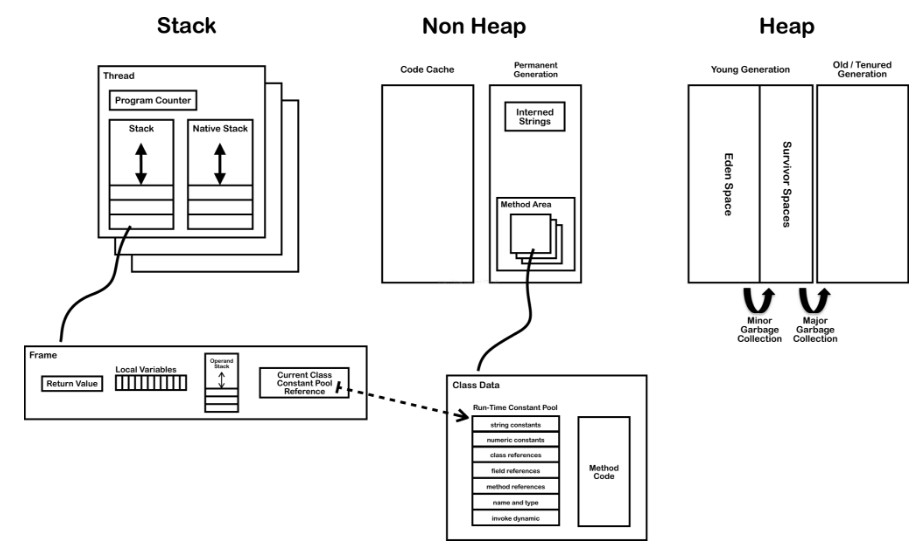 Stack
Non Heap
Heap
Thread
Program Counter
Stack
Native Stack
Code Cache
Permanent
Generation
Interned
Strings
Method Area
Young Generation
Old / Tenured
Generation
Eden Space
Survivor Spaces
Minor
Garbage
Collection
Major
Garbage
Collection
Frame
Return Value
Local Variables
Operand
Stack
Current Class
Constant Pool
Reference
Class Data
Run-Time Constant Pool
string constants
numeric constants
class references
field references
method references
name and type
invoke dynamic
Method
Code